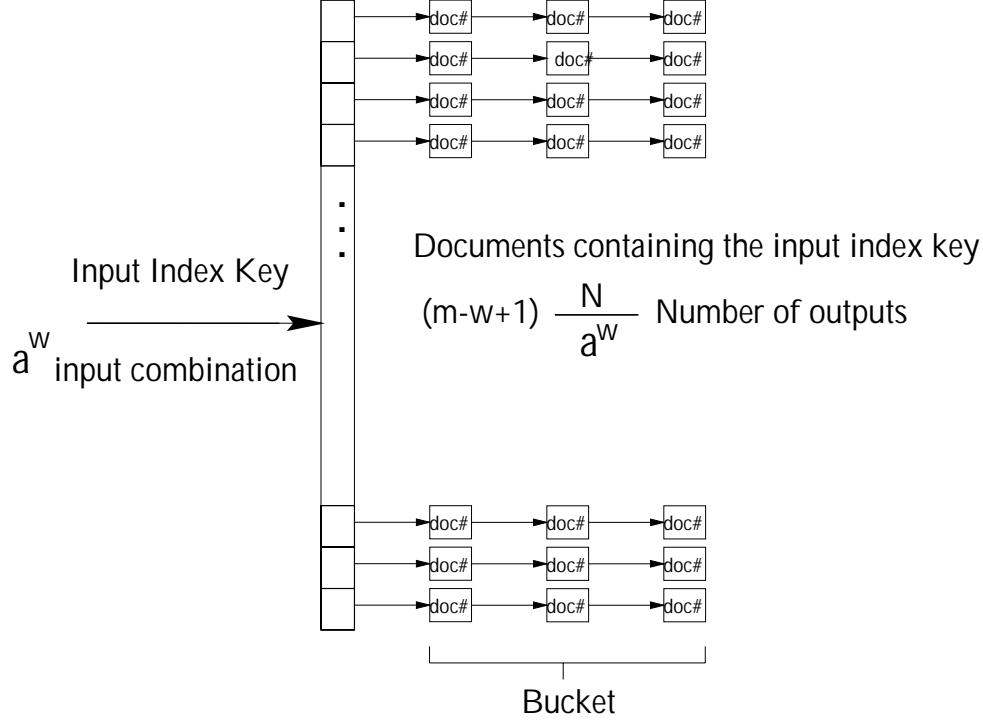 doc# doc# doc#
doc# doc# doc#
doc# doc# doc#
doc# doc# doc#
Documents containing the input index key
Input Index Key
(m-w+1) N/a^w Number of outputs
a^w input combination
doc# doc# doc#
doc# doc# doc#
doc# doc# doc#
Bucket